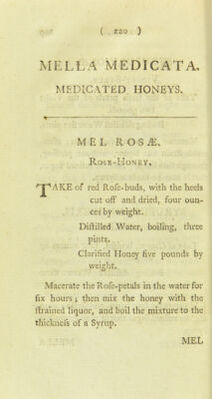 ( 220 )
MELLA MEDICATA.
MEDICATED HONEYS.
MEL ROSÆ.
ROSE-HONEY.
TAKE of red Roſe-buds, with the heels
cut off and dried, four oun-
ces by weight.
Diſtilled Water, boiling, three
pints.
Clarified Honey five pounds by
weight.
Macerate the Roſe-petals in the water for
ſix hours; then mix the honey with the
ſtrained liquor, and boil the mixture to the
thickneſs of a Syrup.
MEL